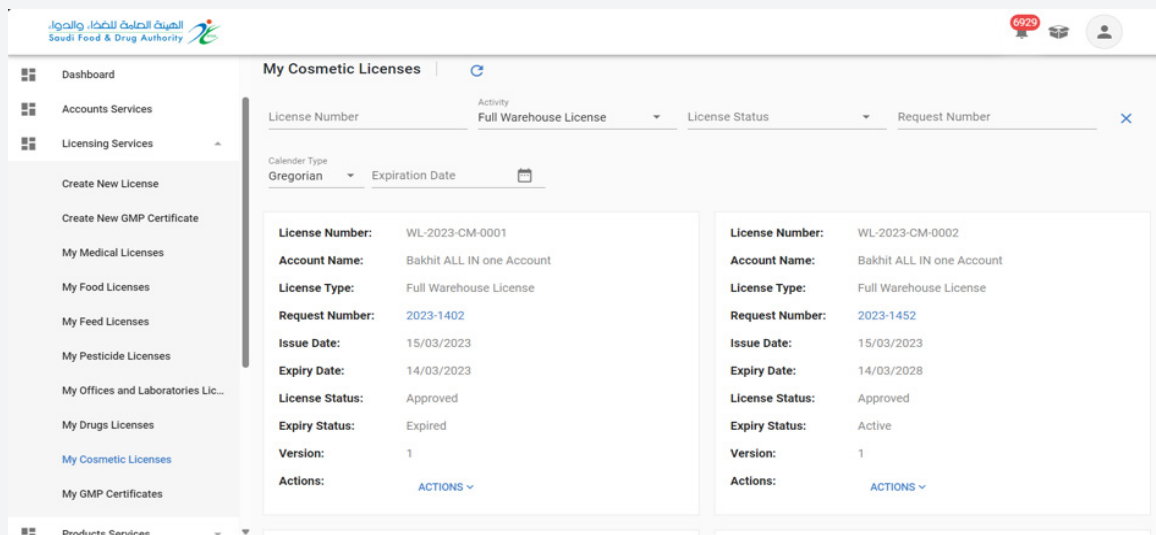 الهيئة العامة للغذاء والدواء
Saudi Food & Drug Authority
6929
Dashboard
Accounts Services
Licensing Services
Create New License
Create New GMP Certificate
My Medical Licenses
My Food Licenses
My Feed Licenses
My Pesticide Licenses
My Offices and Laboratories Lic...
My Drugs Licenses
My Cosmetic Licenses
My GMP Certificates
Products Services
My Cosmetic Licenses
License Number
Activity
Full Warehouse License
License Status
Request Number
Calender Type
Gregorian
Expiration Date
License Number: WL-2023-CM-0001
Account Name: Bakhit ALL IN one Account
License Type: Full Warehouse License
Request Number: 2023-1402
Issue Date: 15/03/2023
Expiry Date: 14/03/2023
License Status: Approved
Expiry Status: Expired
Version: 1
Actions: ACTIONS
License Number: WL-2023-CM-0002
Account Name: Bakhit ALL IN one Account
License Type: Full Warehouse License
Request Number: 2023-1452
Issue Date: 15/03/2023
Expiry Date: 14/03/2028
License Status: Approved
Expiry Status: Active
Version: 1
Actions: ACTIONS